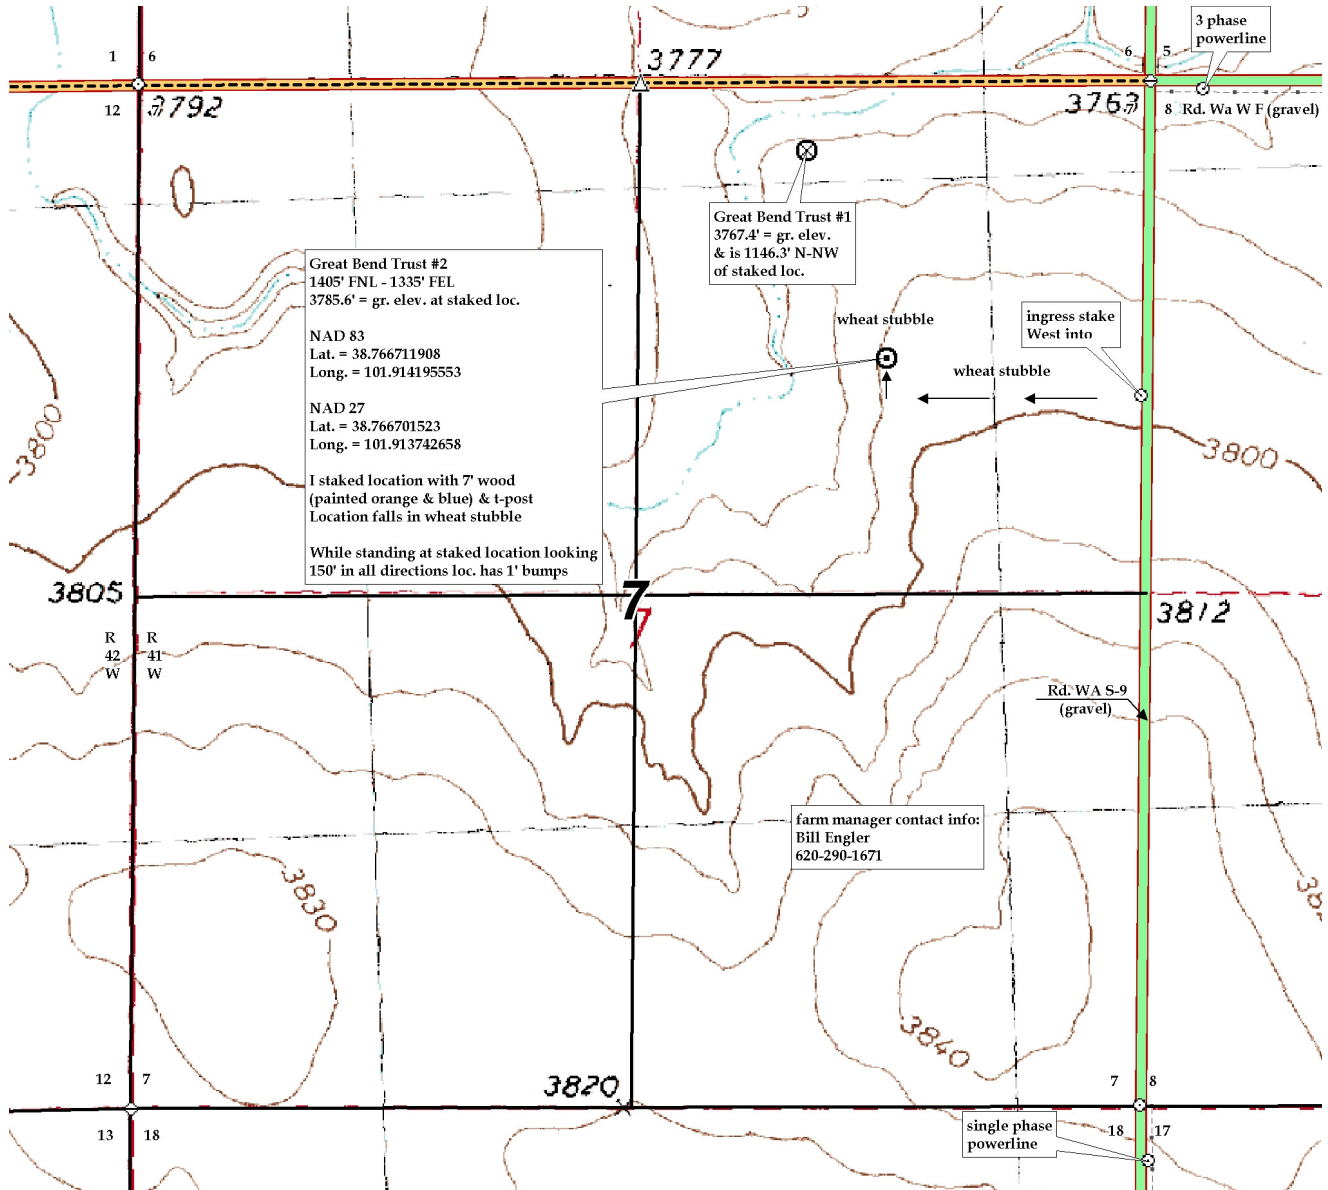 3 phase
powerline
1 6
3777
6 5
12 7
3792
3763
7 8
Rd. Wa W F (gravel)
Great Bend Trust #1
3767.4' = gr. elev.
& is 1146.3' N-NW
of staked loc.
Great Bend Trust #2
1405' FNL - 1335' FEL
3785.6' = gr. elev. at staked loc.
NAD 83
Lat. = 38.766711908
Long. = 101.914195553
NAD 27
Lat. = 38.766701523
Long. = 101.913742658
I staked location with 7' wood
(painted orange & blue) & t-post
Location falls in wheat stubble
While standing at staked location looking
150' in all directions loc. has 1' bumps
wheat stubble
ingress stake
West into
wheat stubble
3800
3800
3805
7
7
3812
R R
42 41
W W
Rd. WA S-9
(gravel)
farm manager contact info:
Bill Engler
620-290-1671
3830
3840
12 7
3820
7 8
13 18
18 17
single phase
powerline